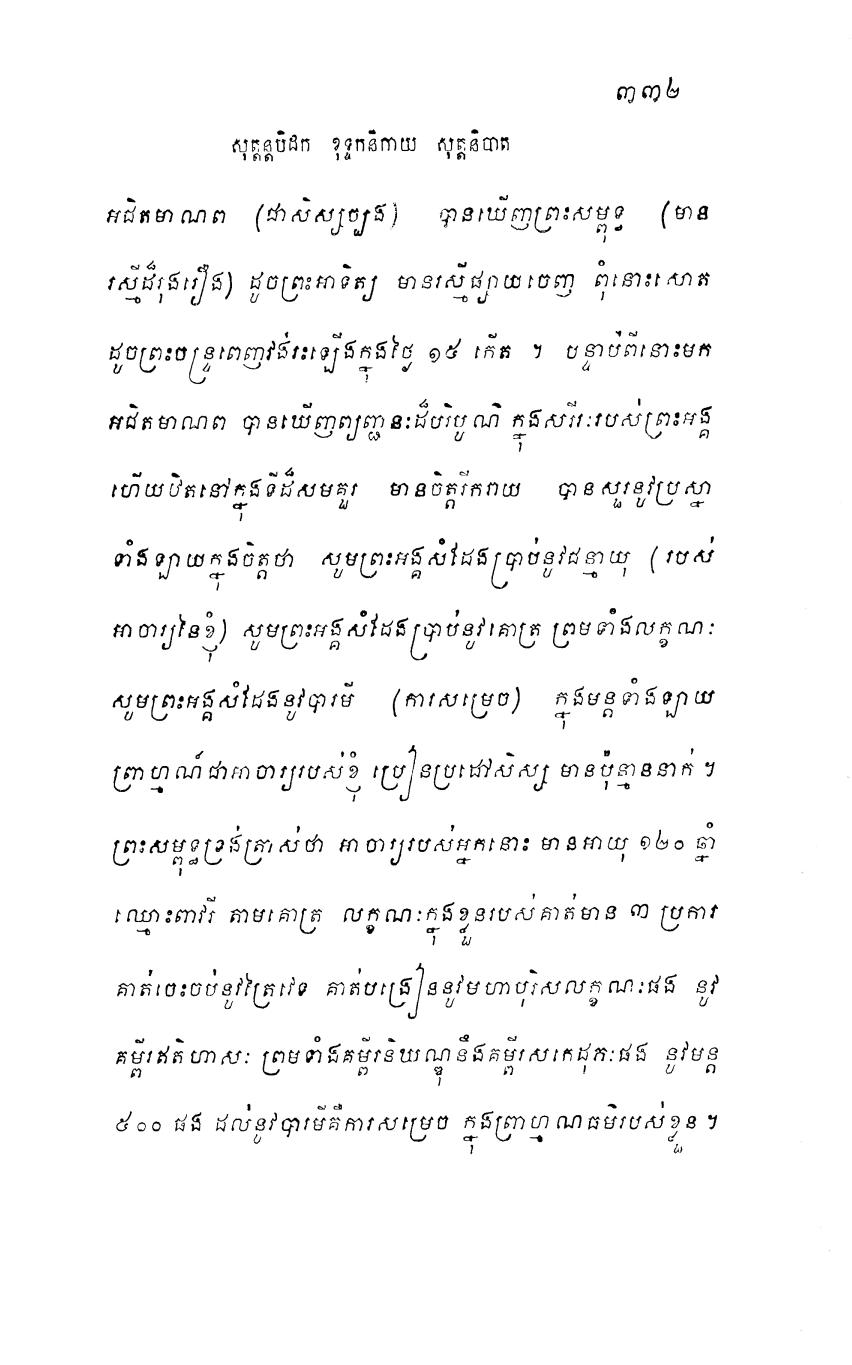 ៣៣២
សុត្តន្តបិដក ខុទ្ទកនិកាយ សុត្តនិបាត
អជិតមាណព (ជាសិស្សច្បង) បានឃើញព្រះសម្ពុទ្ធ (មាន
រស្មីដ៏រុងរឿង) ដូចព្រះអាទិត្យ មានរស្មីផ្សាយចេញ ពុំនោះសោត
ដូចព្រះចន្ទ្រពេញវង់រះឡើងក្នុងថ្ងៃ ១៥ កើត ។ បន្ទាប់ពីនោះមក
អជិតមាណព បានឃើញព្យញ្ជនៈដ៏បរិបូណ៌ ក្នុងសរីរៈរបស់ព្រះអង្គ
ហើយឋិតនៅក្នុងទីដ៏សមគួរ មានចិត្តរីករាយ បានសួរនូវប្រស្នា
ទាំងឡាយក្នុងចិត្តថា សូមព្រះអង្គសំដែងប្រាប់នូវជន្មាយុ (របស់
អាចារ្យនៃខ្ញុំ) សូមព្រះអង្គសំដែងប្រាប់នូវគោត្រ ព្រមទាំងលក្ខណៈ
សូមព្រះអង្គសំដែងនូវបារមី (ការសម្រេច) ក្នុងមន្តទាំងឡាយ
ព្រាហ្មណ៍ជាអាចារ្យរបស់ខ្ញុំ ប្រៀនប្រដៅសិស្ស មានប៉ុន្មាននាក់ ។
ព្រះសម្ពុទ្ធទ្រង់ត្រាស់ថា អាចារ្យរបស់អ្នកនោះ មានអាយុ ១២០ ឆ្នាំ
ឈ្មោះពាវរី តាមគោត្រ លក្ខណៈក្នុងខ្លួនរបស់គាត់មាន ៣ ប្រការ
គាត់ចេះចប់នូវត្រៃវេទ គាត់បង្រៀននូវមហាបុរិសលក្ខណៈផង នូវ
គម្ពីរឥតិហាសៈ ព្រមទាំងគម្ពីរនិឃណ្ឌុនឹងគម្ពីរសកេដុភៈផង នូវមន្ត
៥០០ ផង ដល់នូវបារមីគឺការសម្រេច ក្នុងព្រាហ្មណធម៌របស់ខ្លួន ។